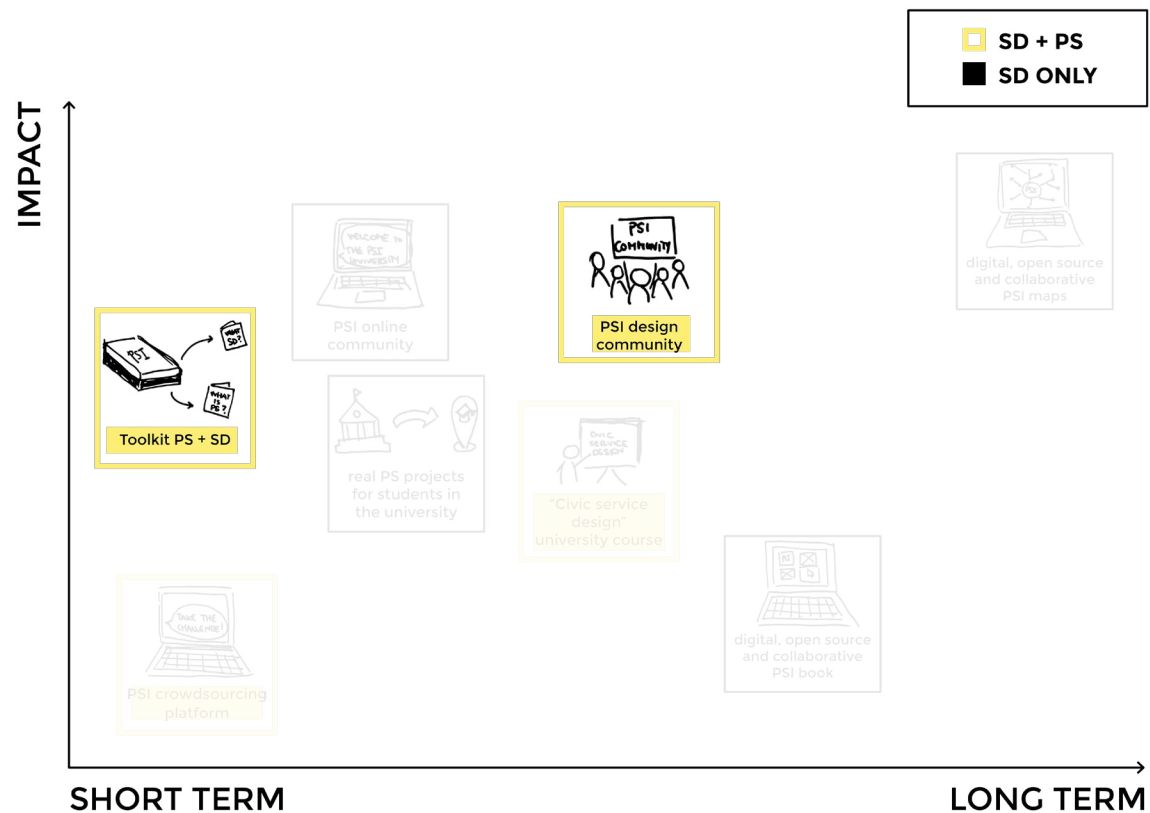 SD + PS
SD ONLY
IMPACT
PSI
digital, open source
and collaborative
PSI maps
WELCOME TO
THE PSI
UNIVERSITY
PSI online
community
PSI
COMMUNITY
PSI design
community
PSI
WHAT
SD?
WHAT
IS
PS?
Toolkit PS + SD
real PS projects
for students in
the university
CIVIC
SERVICE
DESIGN
"Civic service
design"
university course
digital, open source
and collaborative
PSI book
TAKE THE
CHALLENGE!
PSI crowdsourcing
platform
SHORT TERM
LONG TERM